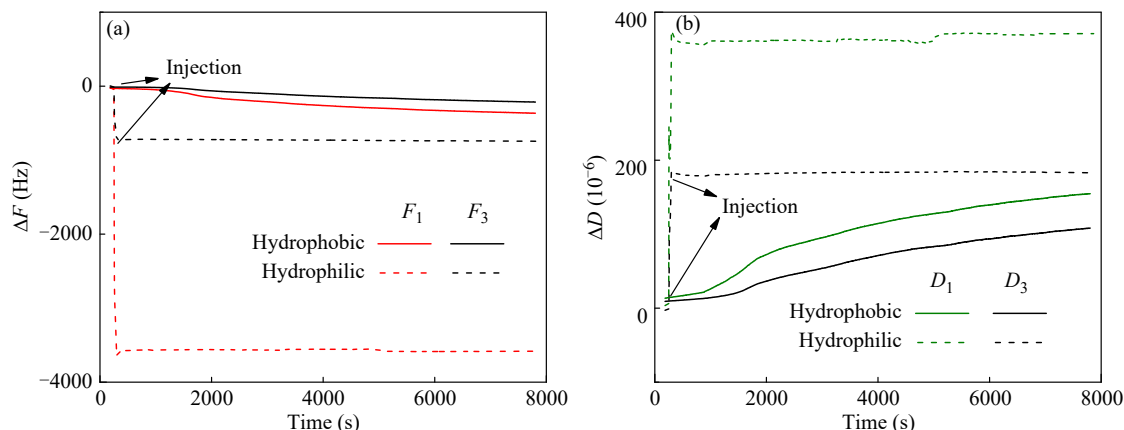 (a)
Injection
0
−2000
−4000
ΔF (Hz)
F₁ F₃
Hydrophobic
Hydrophilic
0 2000 4000 6000 8000
Time (s)
(b)
400
200
0
ΔD (10⁻⁶)
Injection
D₁ D₃
Hydrophobic
Hydrophilic
0 2000 4000 6000 8000
Time (s)